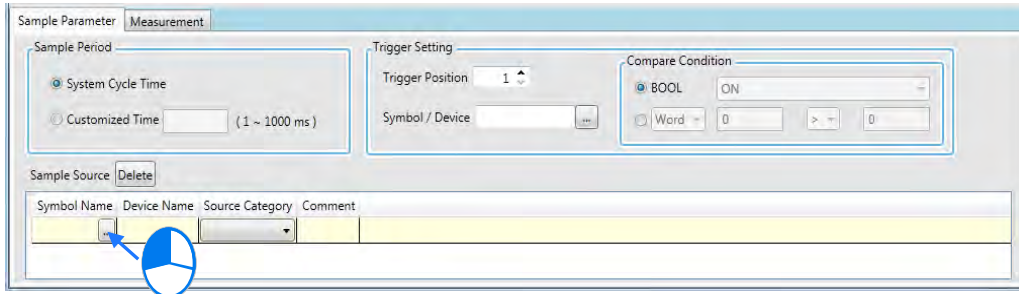 Sample Parameter Measurement
Sample Period
System Cycle Time
Customized Time (1 ~ 1000 ms)
Trigger Setting
Trigger Position 1
Symbol / Device ...
Compare Condition
BOOL ON
Word 0 > 0
Sample Source Delete
Symbol Name Device Name Source Category Comment
...